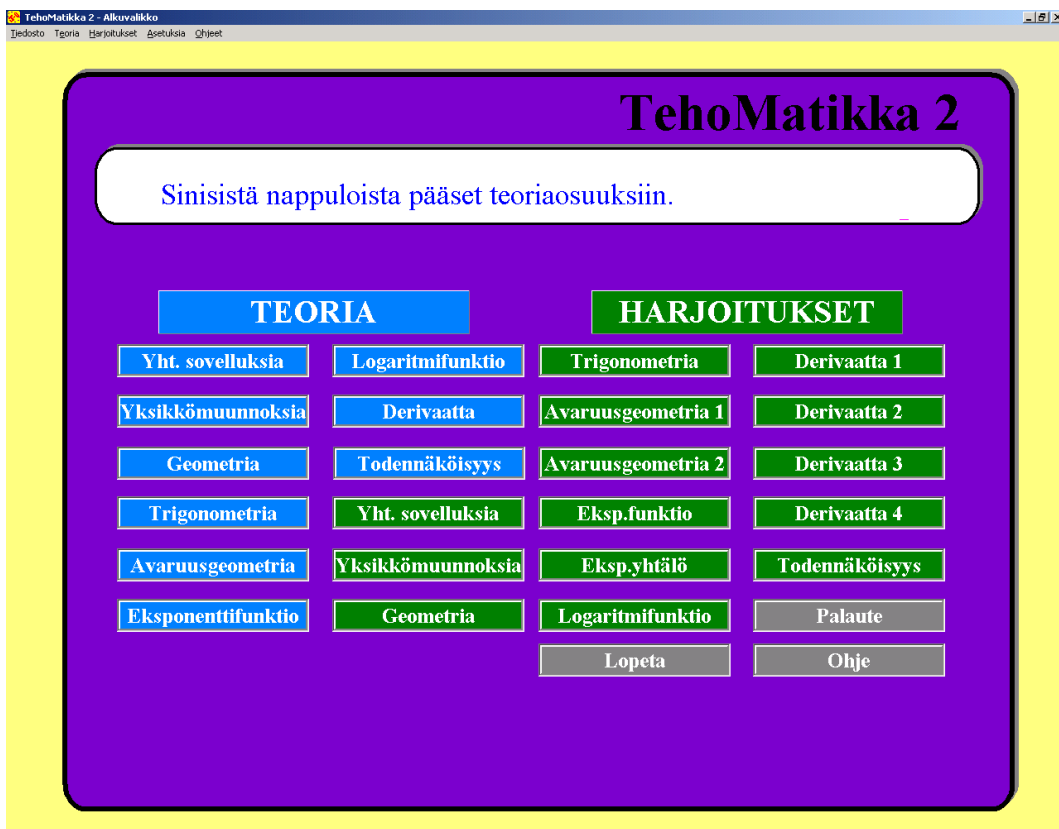 TehoMatikka 2 - Alkuvalikko
Tiedosto Teoria Harjoitukset Asetuksia Ohjeet
TehoMatikka 2
Sinisistä nappuloista pääset teoriaosuuksiin.
TEORIA HARJOITUKSET
Yht. sovelluksia Logaritmifunktio Trigonometria Derivaatta 1
Yksikkömuunnoksia Derivaatta Avaruusgeometria 1 Derivaatta 2
Geometria Todennäköisyys Avaruusgeometria 2 Derivaatta 3
Trigonometria Yht. sovelluksia Eksp.funktio Derivaatta 4
Avaruusgeometria Yksikkömuunnoksia Eksp.yhtälö Todennäköisyys
Eksponenttifunktio Geometria Logaritmifunktio Palaute
Lopeta Ohje